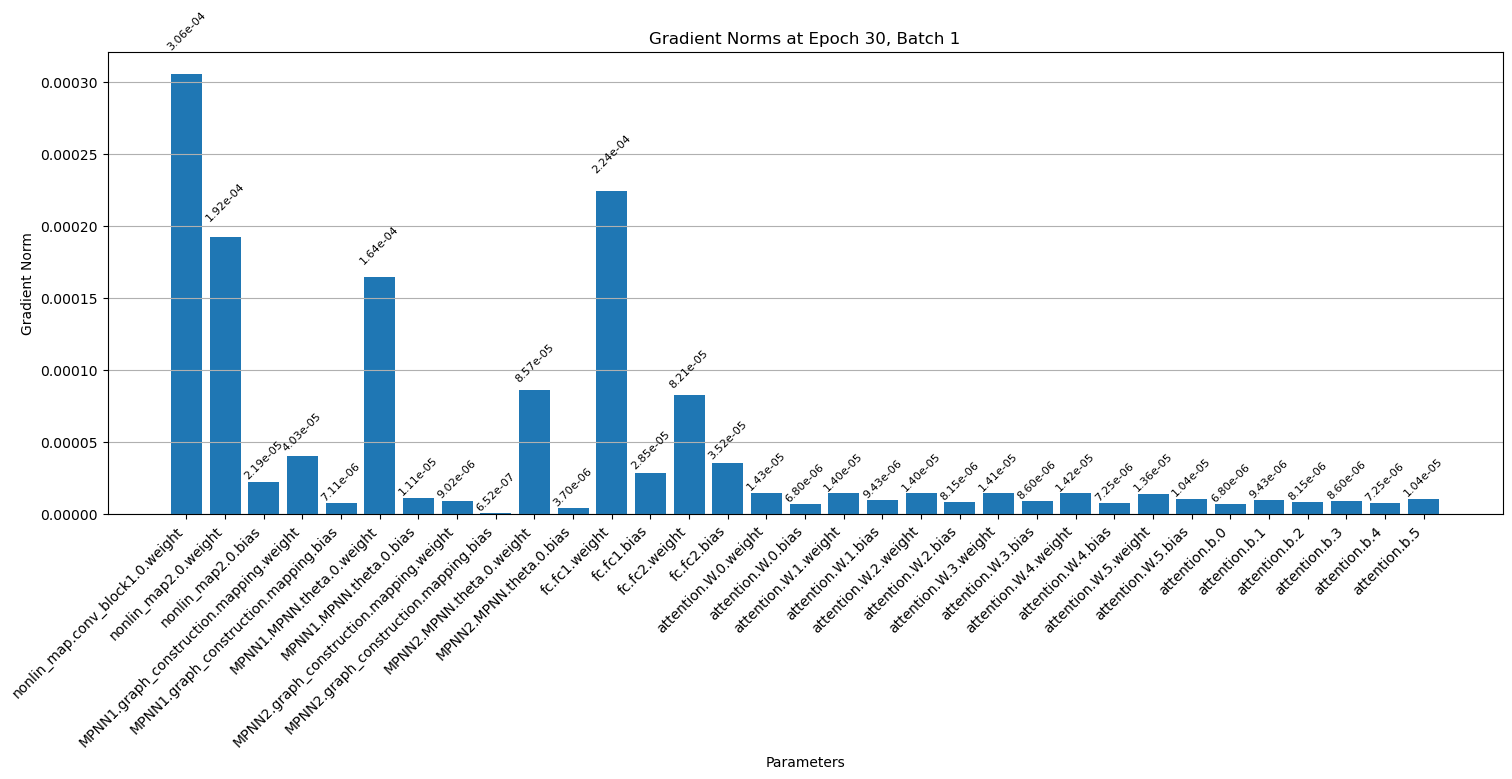 Gradient Norms at Epoch 30, Batch 1
Gradient Norm
0.00030
0.00025
0.00020
0.00015
0.00010
0.00005
0.00000
3.06e-04
1.92e-04
2.19e-05
4.03e-05
7.11e-06
1.64e-04
1.11e-05
9.02e-06
6.52e-07
8.57e-05
3.70e-06
2.24e-04
2.85e-05
8.21e-05
3.52e-05
1.43e-05
6.80e-06
1.40e-05
9.43e-06
1.40e-05
8.15e-06
1.41e-05
8.60e-06
1.42e-05
7.25e-06
1.36e-05
1.04e-05
6.80e-06
9.43e-06
8.15e-06
8.60e-06
7.25e-06
1.04e-05
nonlin_map.conv_block1.0.weight
nonlin_map2.0.weight
nonlin_map2.0.bias
MPNN1.graph_construction.mapping.weight
MPNN1.graph_construction.mapping.bias
MPNN1.MPNN.theta.0.weight
MPNN1.MPNN.theta.0.bias
MPNN2.graph_construction.mapping.weight
MPNN2.graph_construction.mapping.bias
MPNN2.MPNN.theta.0.weight
MPNN2.MPNN.theta.0.bias
fc.fc1.weight
fc.fc1.bias
fc.fc2.weight
fc.fc2.bias
attention.W.0.weight
attention.W.0.bias
attention.W.1.weight
attention.W.1.bias
attention.W.2.weight
attention.W.2.bias
attention.W.3.weight
attention.W.3.bias
attention.W.4.weight
attention.W.4.bias
attention.W.5.weight
attention.W.5.bias
attention.b.0
attention.b.1
attention.b.2
attention.b.3
attention.b.4
attention.b.5
Parameters